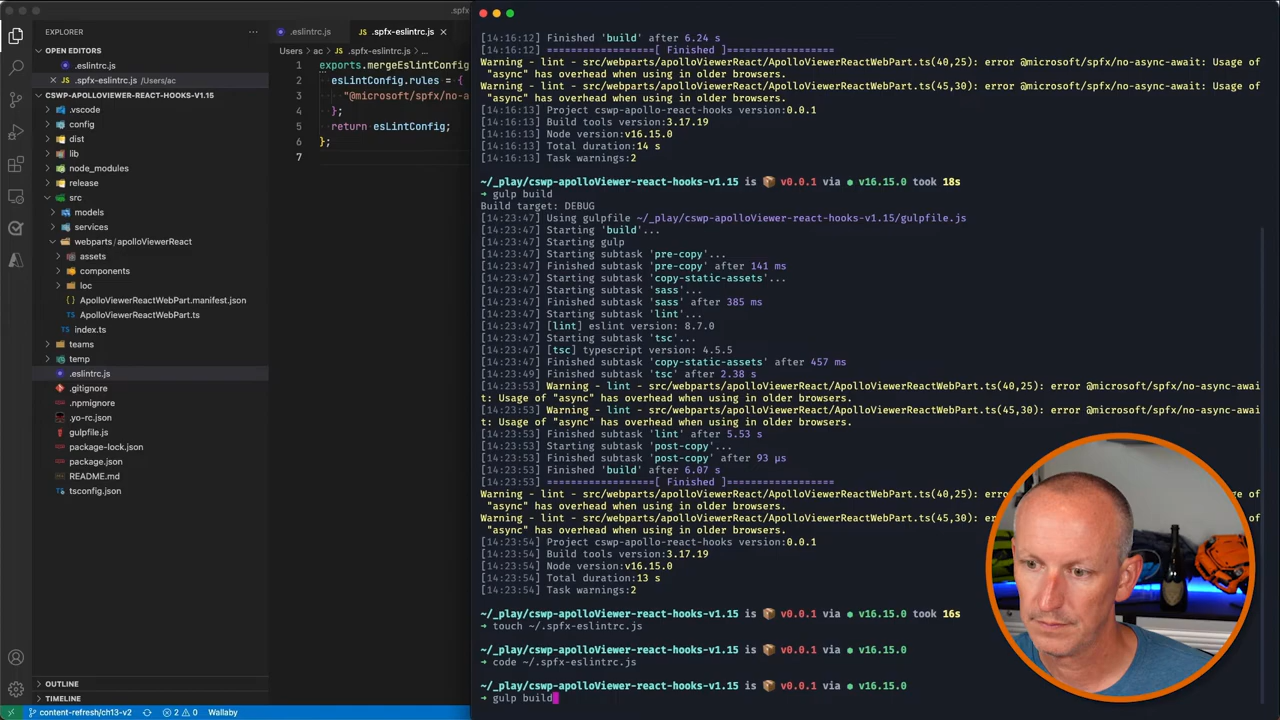 EXPLORER
OPEN EDITORS
.eslintrc.js
.spfx-eslintrc.js /Users/ac
CSWP-APOLLOVIEWER-REACT-HOOKS-V1.15
.vscode
config
dist
lib
node_modules
release
src
models
services
webparts/apolloViewerReact
assets
components
loc
ApolloViewerReactWebPart.manifest.json
ApolloViewerReactWebPart.ts
index.ts
teams
temp
.eslintrc.js
.gitignore
.npmignore
.yo-rc.json
gulpfile.js
package-lock.json
package.json
README.md
tsconfig.json
OUTLINE
TIMELINE
content-refresh/ch13-v2 2 0 Wallaby
.sp
.eslintrc.js
JS .spfx-eslintrc.js
Users > ac > JS .spfx-eslintrc.js > ...
1 exports.mergeEslintConfig
2 esLintConfig.rules = {
3 "@microsoft/spfx/no-a
4 };
5 return esLintConfig;
6 };
7
[14:16:12] Finished 'build' after 6.24 s
[14:16:12] ==================[ Finished ]==================
Warning - lint - src/webparts/apolloViewerReact/ApolloViewerReactWebPart.ts(40,25): error @microsoft/spfx/no-async-await: Usage of
"async" has overhead when using in older browsers.
Warning - lint - src/webparts/apolloViewerReact/ApolloViewerReactWebPart.ts(45,30): error @microsoft/spfx/no-async-await: Usage of
"async" has overhead when using in older browsers.
[14:16:13] Project cswp-apollo-react-hooks version:0.0.1
[14:16:13] Build tools version:3.17.19
[14:16:13] Node version:v16.15.0
[14:16:13] Total duration:14 s
[14:16:13] Task warnings:2
~/_play/cswp-apolloViewer-react-hooks-v1.15 is 📦 v0.0.1 via ● v16.15.0 took 18s
➜ gulp build
Build target: DEBUG
[14:23:47] Using gulpfile ~/_play/cswp-apolloViewer-react-hooks-v1.15/gulpfile.js
[14:23:47] Starting 'build'...
[14:23:47] Starting gulp
[14:23:47] Starting subtask 'pre-copy'...
[14:23:47] Finished subtask 'pre-copy' after 141 ms
[14:23:47] Starting subtask 'copy-static-assets'...
[14:23:47] Starting subtask 'sass'...
[14:23:47] Finished subtask 'sass' after 385 ms
[14:23:47] Starting subtask 'lint'...
[14:23:47] [lint] eslint version: 8.7.0
[14:23:47] Starting subtask 'tsc'...
[14:23:47] [tsc] typescript version: 4.5.5
[14:23:47] Finished subtask 'copy-static-assets' after 457 ms
[14:23:49] Finished subtask 'tsc' after 2.38 s
[14:23:53] Warning - lint - src/webparts/apolloViewerReact/ApolloViewerReactWebPart.ts(40,25): error @microsoft/spfx/no-async-awai
t: Usage of "async" has overhead when using in older browsers.
[14:23:53] Warning - lint - src/webparts/apolloViewerReact/ApolloViewerReactWebPart.ts(45,30): error @microsoft/spfx/no-async-awai
t: Usage of "async" has overhead when using in older browsers.
[14:23:53] Finished subtask 'lint' after 5.53 s
[14:23:53] Starting subtask 'post-copy'...
[14:23:53] Finished subtask 'post-copy' after 93 μs
[14:23:53] Finished 'build' after 6.07 s
[14:23:53] ==================[ Finished ]==================
Warning - lint - src/webparts/apolloViewerReact/ApolloViewerReactWebPart.ts(40,25): erro Usage of
"async" has overhead when using in older browsers.
Warning - lint - src/webparts/apolloViewerReact/ApolloViewerReactWebPart.ts(45,30): e sage of
"async" has overhead when using in older browsers.
[14:23:54] Project cswp-apollo-react-hooks version:0.0.1
[14:23:54] Build tools version:3.17.19
[14:23:54] Node version:v16.15.0
[14:23:54] Total duration:13 s
[14:23:54] Task warnings:2
~/_play/cswp-apolloViewer-react-hooks-v1.15 is 📦 v0.0.1 via ● v16.15.0 took 16s
➜ touch ~/.spfx-eslintrc.js
~/_play/cswp-apolloViewer-react-hooks-v1.15 is 📦 v0.0.1 via ● v16.15.0
➜ code ~/.spfx-eslintrc.js
~/_play/cswp-apolloViewer-react-hooks-v1.15 is 📦 v0.0.1 via ● v16.15.0
➜ gulp build